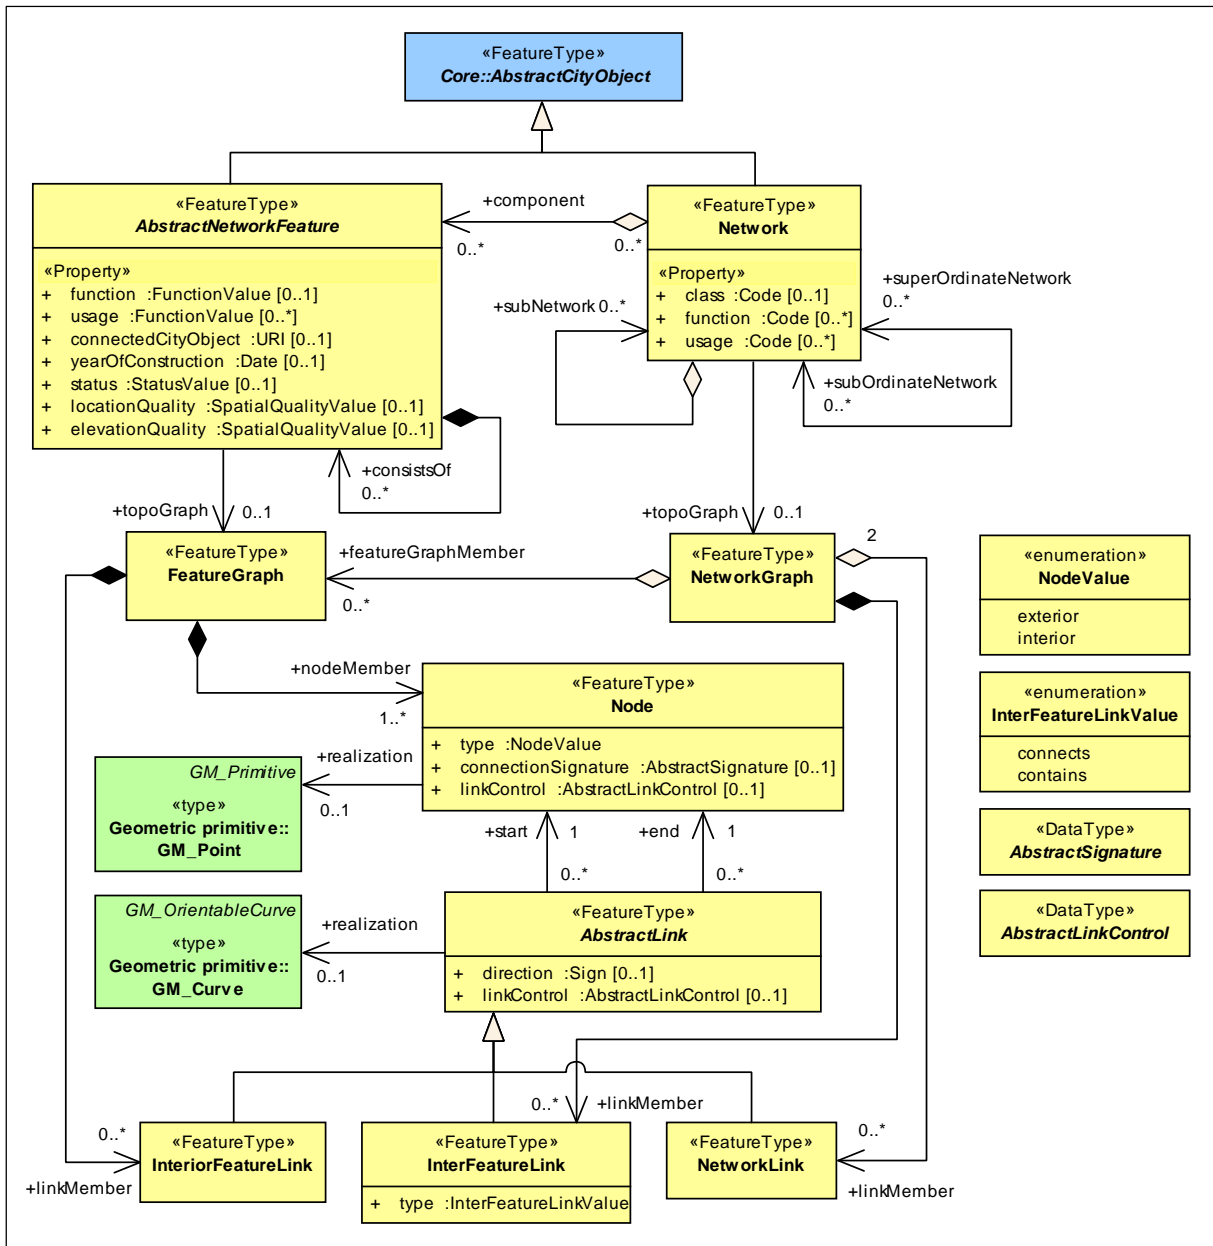 «FeatureType»
Core::AbstractCityObject
«FeatureType»
AbstractNetworkFeature
«Property»
+ function :FunctionValue [0..1]
+ usage :FunctionValue [0..*]
+ connectedCityObject :URI [0..1]
+ yearOfConstruction :Date [0..1]
+ status :StatusValue [0..1]
+ locationQuality :SpatialQualityValue [0..1]
+ elevationQuality :SpatialQualityValue [0..1]
+component
0..*
0..*
«FeatureType»
Network
«Property»
+ class :Code [0..1]
+ function :Code [0..*]
+ usage :Code [0..*]
+subNetwork 0..*
+superOrdinateNetwork
0..*
+subOrdinateNetwork
0..*
+consistsOf
0..*
+topoGraph
0..1
+topoGraph
0..1
«FeatureType»
FeatureGraph
+featureGraphMember
0..*
«FeatureType»
NetworkGraph
2
«enumeration»
NodeValue
exterior
interior
+nodeMember
1..*
«FeatureType»
Node
+ type :NodeValue
+ connectionSignature :AbstractSignature [0..1]
+ linkControl :AbstractLinkControl [0..1]
«enumeration»
InterFeatureLinkValue
connects
contains
+realization
0..1
GM_Primitive
«type»
Geometric primitive::
GM_Point
+start
1
+end
1
0..*
0..*
«DataType»
AbstractSignature
«DataType»
AbstractLinkControl
GM_OrientableCurve
«type»
Geometric primitive::
GM_Curve
+realization
0..1
«FeatureType»
AbstractLink
+ direction :Sign [0..1]
+ linkControl :AbstractLinkControl [0..1]
0..*
+linkMember
«FeatureType»
InteriorFeatureLink
0..*
+linkMember
«FeatureType»
InterFeatureLink
+ type :InterFeatureLinkValue
«FeatureType»
NetworkLink
0..*
+linkMember